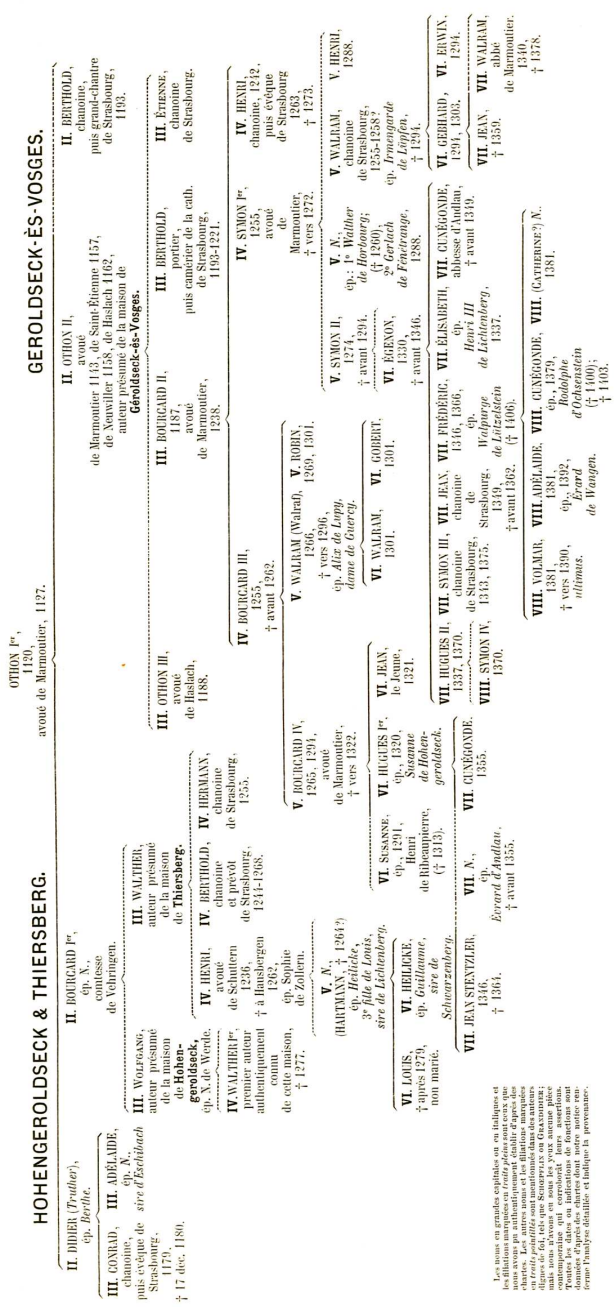 HOHENGEROLDSECK & THIERSBERG.
GEROLDSECK-ÈS-VOSGES.
OTHON Ier,
1120,
avoué de Marmoutier, 1127.
II. DIDIER (Truther),
ép. Berthe.
II. BOURCARD Ier,
ép. N.,
comtesse
de Vehringen.
II. OTHON II,
avoué
de Marmoutier 1143, de Saint-Étienne 1157,
de Neuwiller 1158, de Haslach 1162,
auteur présumé de la maison de
Géroldseck-ès-Vosges.
II. BERTHOLD,
chanoine,
puis grand-chantre
de Strasbourg,
1193.
III. CONRAD,
chanoine,
puis évêque de
Strasbourg,
1179,
† 17 déc. 1180.
III. ADÉLAIDE,
ép. N.,
sire d'Eschibach
III. WOLFGANG,
auteur présumé
de la maison
de Hohen-
geroldseck,
ép. N. de Werde.
III. WALTHER,
auteur présumé
de la maison
de Thiersberg.
III. OTHON III,
avoué
de Haslach,
1188.
III. BOURCARD II,
1187,
avoué
de Marmoutier,
1238.
III. BERTHOLD,
portier,
puis camérier de la cath.
de Strasbourg,
1193-1221.
III. ÉTIENNE,
chanoine
de Strasbourg.
IV. WALTHER Ier,
premier auteur
authentiquement
connu
de cette maison,
† 1277.
IV. HENRI,
avoué
de Schuttern
1236,
† à Hausbergen
1262,
ép. Sophie
de Zollern.
IV. BERTHOLD,
chanoine
et prévôt
de Strasbourg,
1244-1268.
IV. HERMANN,
chanoine
de Strasbourg,
1255.
IV. BOURCARD III,
1255,
† avant 1262.
IV. SYMON Ier,
1255,
avoué
de
Marmoutier,
† vers 1272.
IV. HENRI,
chanoine, 1242,
puis évêque
de Strasbourg
1263,
† 1273.
V. N.,
(HARTMANN, † 1264?)
ép. Heilicke,
3e fille de Louis,
sire de Lichtenberg.
V. BOURCARD IV,
1265, 1294,
avoué
de Marmoutier,
† vers 1322.
V. WALRAM (Walraf),
1266,
† vers 1296,
ép. Alix de Lupy,
dame de Guercy.
V. ROBIN,
1269, 1301.
V. SYMON II,
1274,
† avant 1294.
V. N.,
ép.: 1o Walther
de Horbourg;
(† 1260),
2o Gerlach
de Fénétrange,
1288.
V. WALRAM,
chanoine
de Strasbourg,
1255-1258?
ép. Irmengarde
de Lüpfen,
† 1294.
V. HENRI,
1288.
VI. LOUIS,
† après 1279,
non marié.
VI. HEILICKE,
ép. Guillaume,
sire de
Schwarzenberg.
VI. SUSANNE,
ép., 1291,
Henri
de Ribeaupierre,
(† 1313).
VI. HUGUES Ier,
ép., 1320,
Susanne
de Hohen-
geroldseck.
VI. JEAN,
le Jeune,
1321.
VI. WALRAM,
1301.
VI. GOBERT,
1301.
VI. ÉGENON,
1330,
† avant 1346.
VI. GEBHARD,
1294, 1303.
VI. ERWIN,
1294.
VII. JEAN STENTZLER,
1346,
† 1364.
VII. N.,
ép.
Evrard d'Andlau.
† avant 1355.
VII. CUNÉGONDE.
1355.
VII. HUGUES II,
1337, 1370.
VII. SYMON III,
chanoine
de Strasbourg,
1343, 1375.
VII. JEAN,
chanoine
de
Strasbourg,
1349,
† avant 1362.
VII. FRÉDÉRIC,
1346, 1366,
ép.
Walpurge
de Lützelstein
(† 1406).
VII. ÉLISABETH,
ép.
Henri III
de Lichtenberg,
1337.
VII. CUNÉGONDE,
abbesse d'Andlau,
† avant 1349.
VII. JEAN,
† 1359.
VII. WALRAM,
abbé
de Marmoutier.
1340,
† 1378.
VIII. SYMON IV,
1370.
VIII. VOLMAR,
1381,
† vers 1390,
ultimus.
VIII. ADÉLAIDE,
1381,
ép., 1392,
Érard
de Wangen.
VIII. CUNÉGONDE,
ép., 1379,
Rodolphe
d'Ochsenstein
(† 1400);
† 1403.
VIII. (CATHERINE?) N.
1381.
Les noms en grandes capitales ou en italiques et
les filiations marquées en traits pleins sont ceux que
nous avons pu authentiquement établir d'après des
chartes. Les autres noms et les filiations marquées
en traits pointillés sont mentionnés dans des auteurs
dignes de foi, tels que SCHŒPFLIN ou GRANDIDIER;
mais nous n'avons eu sous les yeux aucune pièce
contemporaine qui corroborât leurs assertions.
Toutes les dates ou indications de fonctions sont
données d'après des chartes dont notre notice ren-
ferme l'analyse détaillée et indique la provenance.